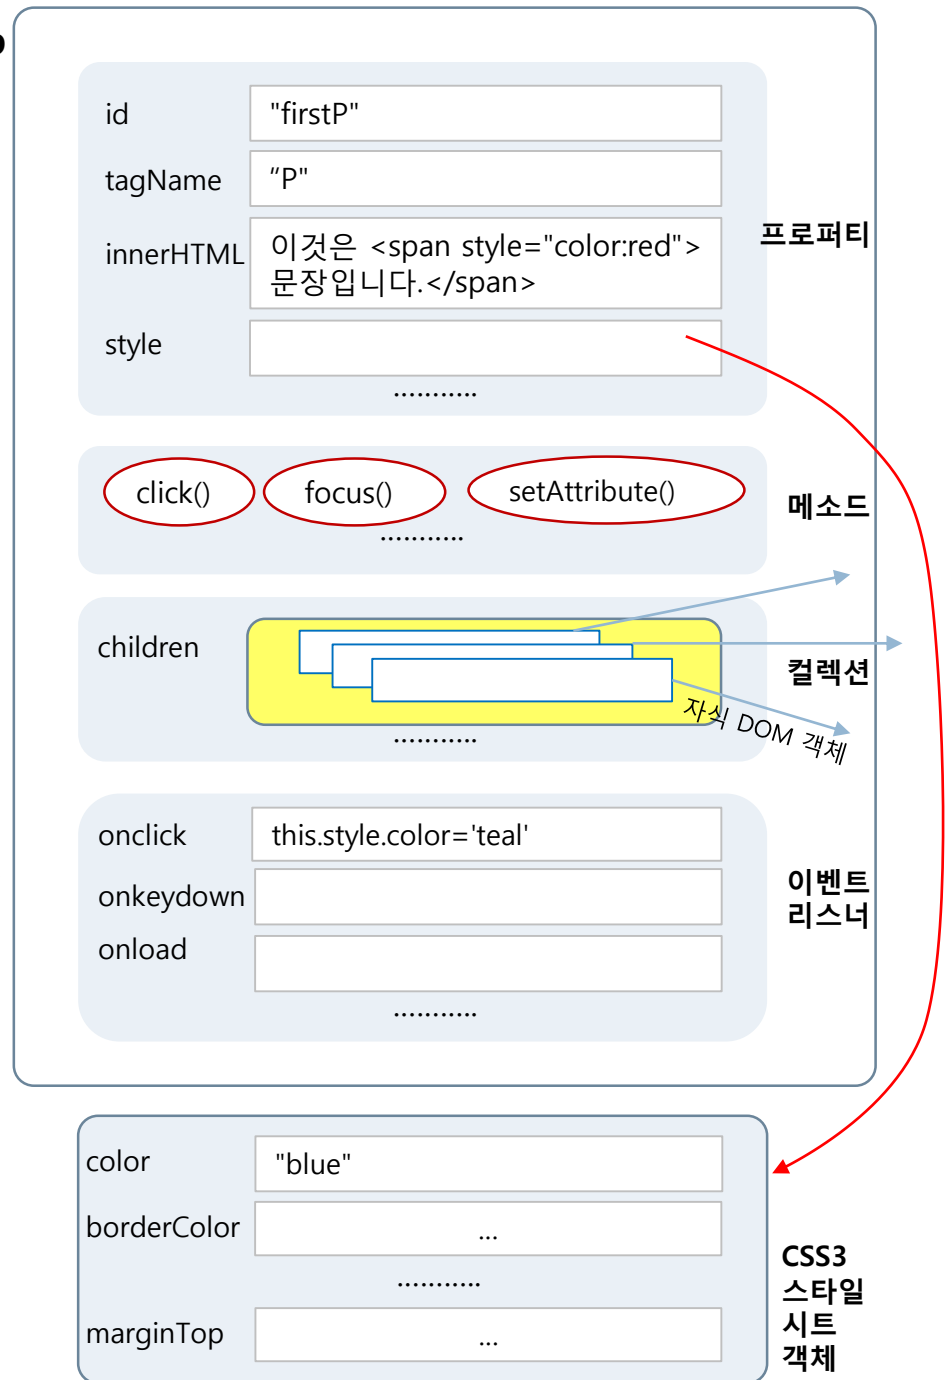 id
"firstP"
tagName
“P"
innerHTML
이것은 <span style="color:red">
문장입니다.</span>
프로퍼티
style
...........
click()
focus()
setAttribute()
메소드
...........
children
컬렉션
자식 DOM 객체
...........
onclick
this.style.color='teal'
onkeydown
이벤트
리스너
onload
...........
color
"blue"
borderColor
...
...........
marginTop
...
CSS3
스타일
시트
객체